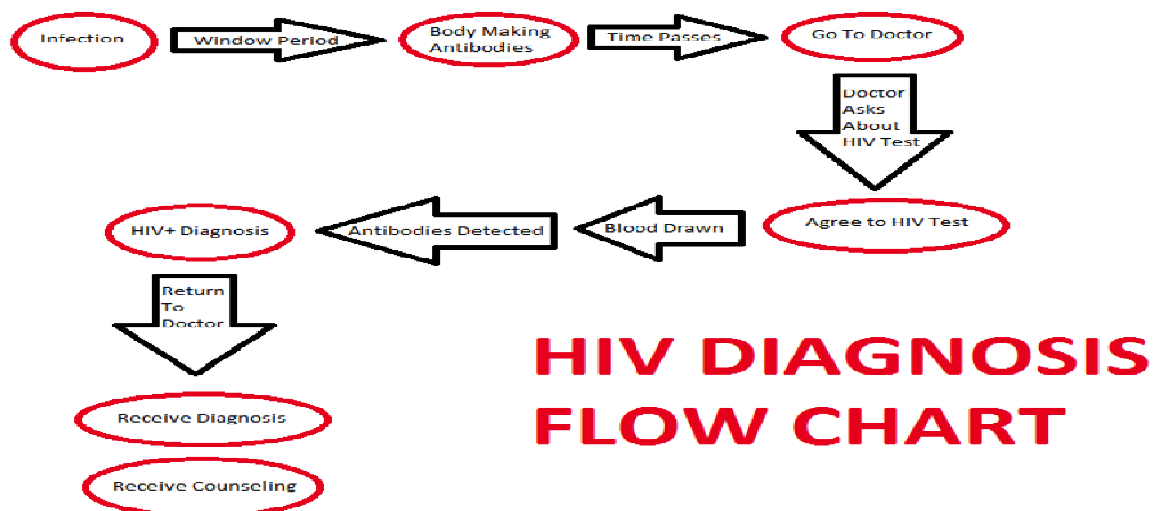 Infection
Window Period
Body Making
Antibodies
Time Passes
Go To Doctor
Doctor
Asks
About
HIV Test
Agree to HIV Test
Blood Drawn
Antibodies Detected
HIV+ Diagnosis
Return
To
Doctor
Receive Diagnosis
Receive Counseling
HIV DIAGNOSIS
FLOW CHART